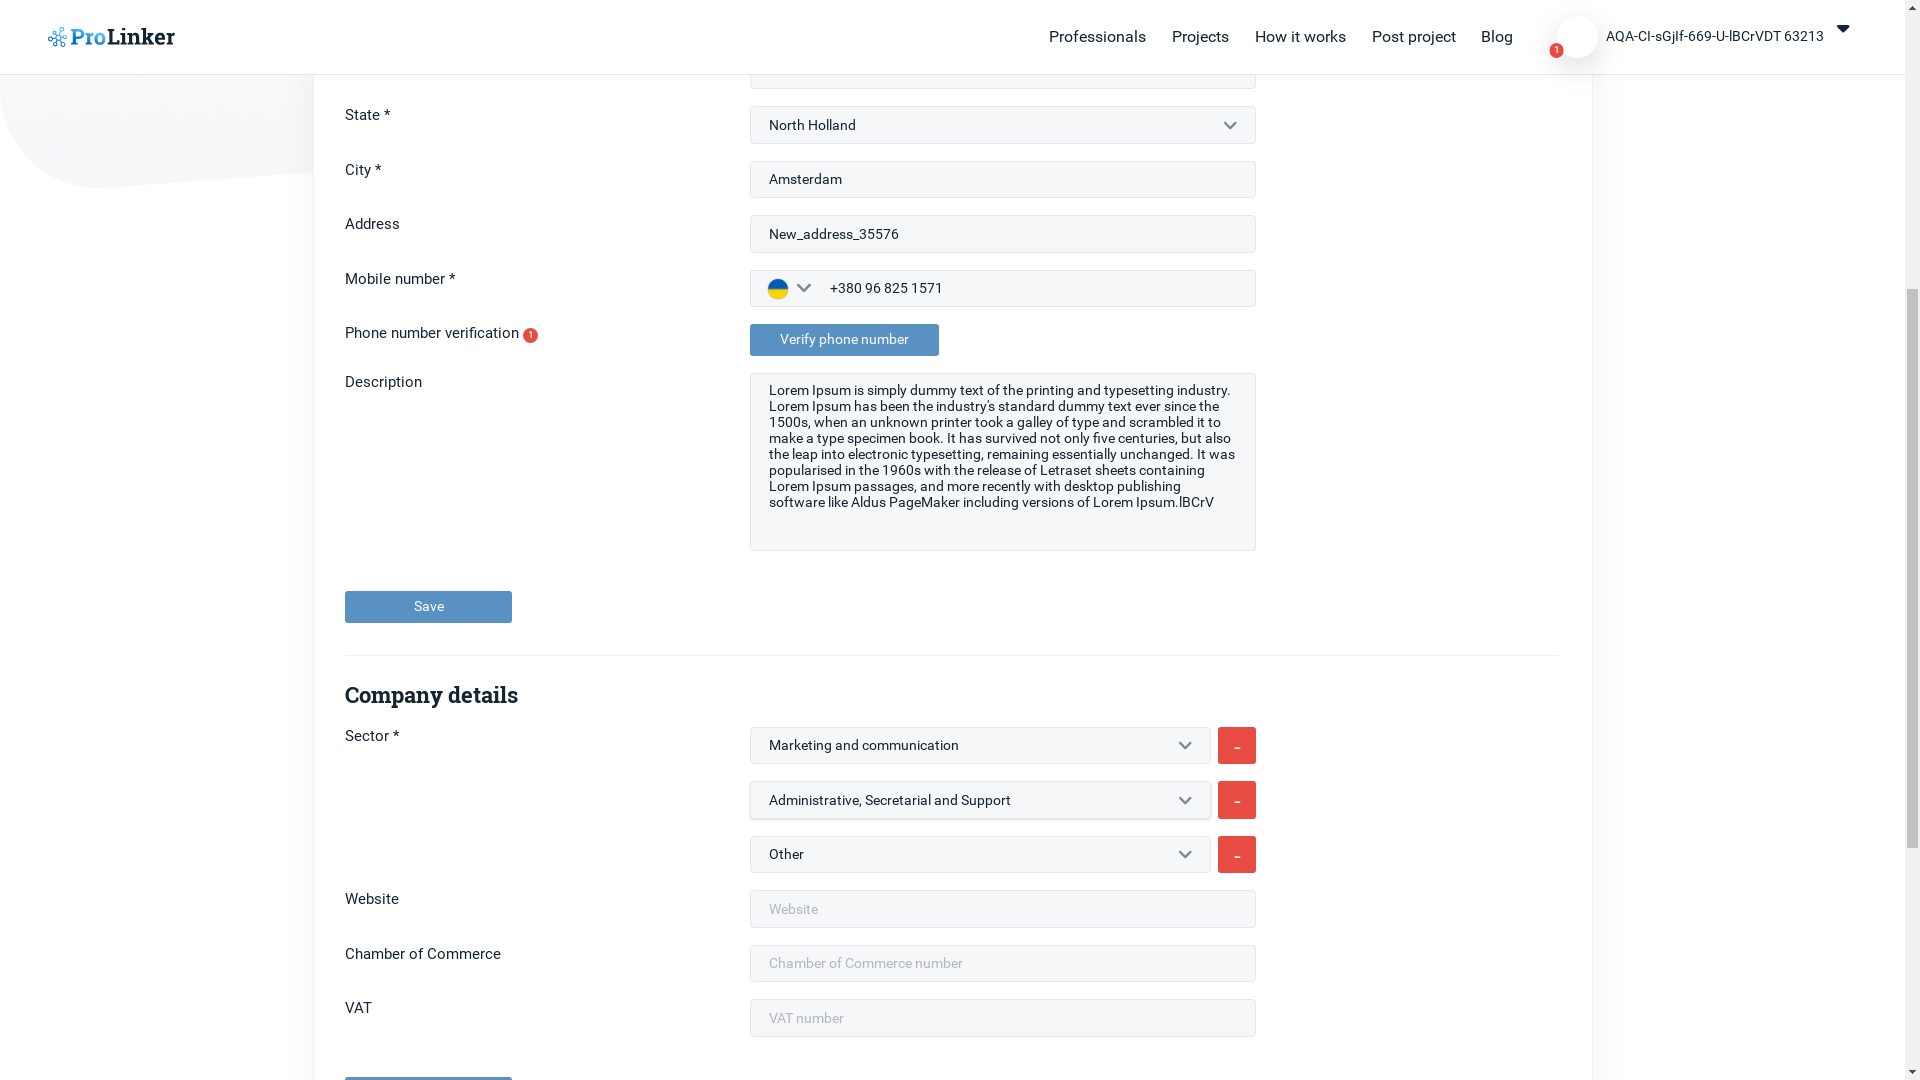 ProLinker
Professionals
Projects
How it works
Post project
Blog
1
AQA-CI-sGjIf-669-U-lBCrVDT 63213
State *
North Holland
City *
Amsterdam
Address
New_address_35576
Mobile number *
+380 96 825 1571
Phone number verification 1
Verify phone number
Description
Lorem Ipsum is simply dummy text of the printing and typesetting industry.
Lorem Ipsum has been the industry's standard dummy text ever since the
1500s, when an unknown printer took a galley of type and scrambled it to
make a type specimen book. It has survived not only five centuries, but also
the leap into electronic typesetting, remaining essentially unchanged. It was
popularised in the 1960s with the release of Letraset sheets containing
Lorem Ipsum passages, and more recently with desktop publishing
software like Aldus PageMaker including versions of Lorem Ipsum.lBCrV
Save
Company details
Sector *
Marketing and communication
-
Administrative, Secretarial and Support
-
Other
-
Website
Website
Chamber of Commerce
Chamber of Commerce number
VAT
VAT number